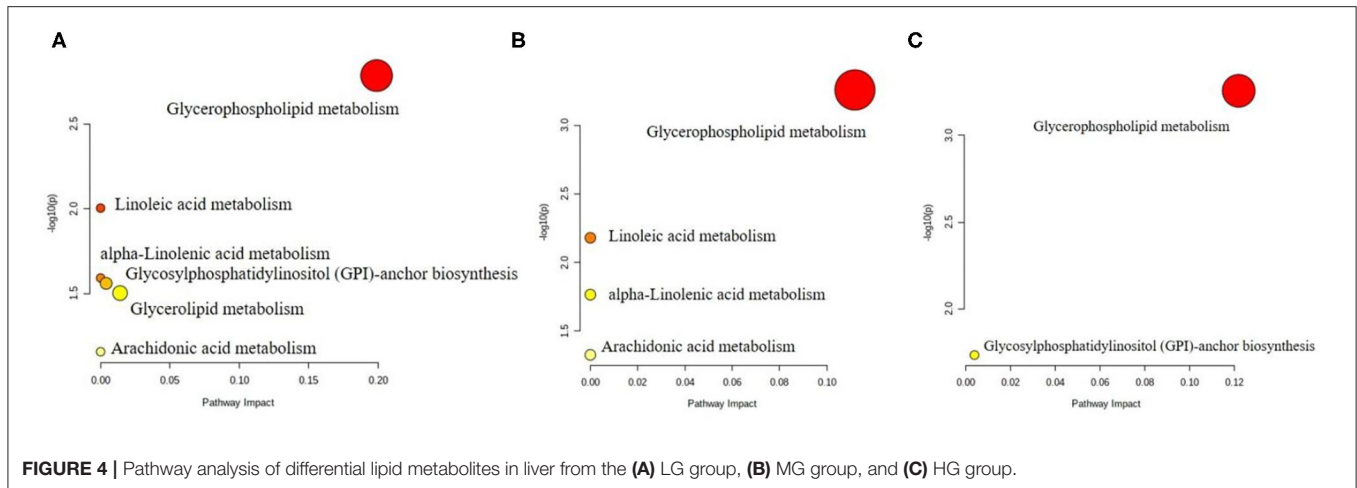 A
Glycerophospholipid metabolism
2.5
Linoleic acid metabolism
2.0
-log10(p)
alpha-Linolenic acid metabolism
Glycosylphosphatidylinositol (GPI)-anchor biosynthesis
1.5
Glycerolipid metabolism
Arachidonic acid metabolism
0.00 0.05 0.10 0.15 0.20
Pathway Impact
B
Glycerophospholipid metabolism
3.0
2.5
-log10(p)
Linoleic acid metabolism
2.0
alpha-Linolenic acid metabolism
1.5
Arachidonic acid metabolism
0.00 0.02 0.04 0.06 0.08 0.10
Pathway Impact
C
Glycerophospholipid metabolism
3.0
2.5
-log10(p)
2.0
Glycosylphosphatidylinositol (GPI)-anchor biosynthesis
0.00 0.02 0.04 0.06 0.08 0.10 0.12
Pathway Impact
FIGURE 4 | Pathway analysis of differential lipid metabolites in liver from the (A) LG group, (B) MG group, and (C) HG group.